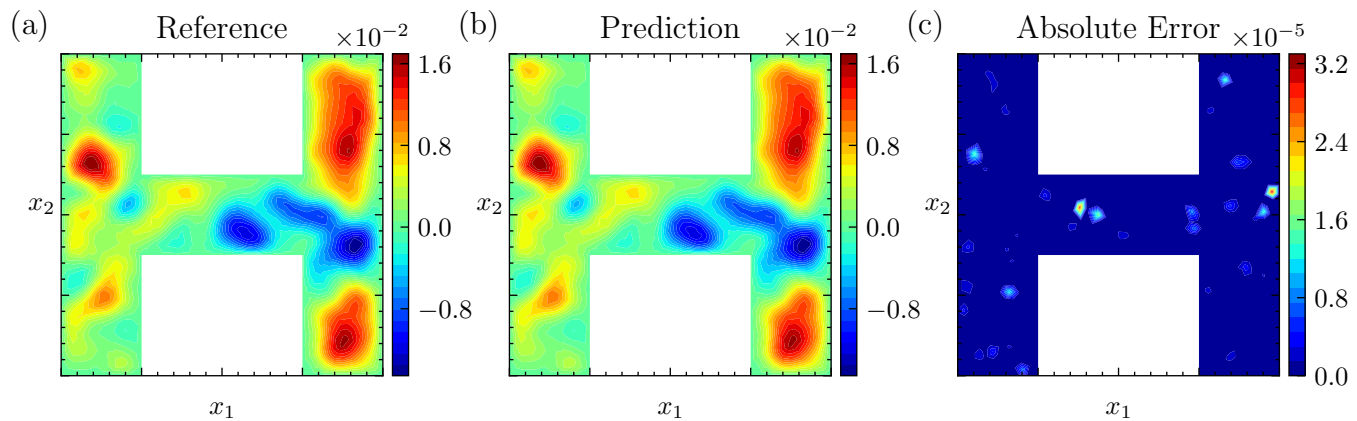 (a) Reference ×10⁻²
1.6
0.8
0.0
−0.8
x₂
x₁
(b) Prediction ×10⁻²
1.6
0.8
0.0
−0.8
x₂
x₁
(c) Absolute Error ×10⁻⁵
3.2
2.4
1.6
0.8
0.0
x₂
x₁